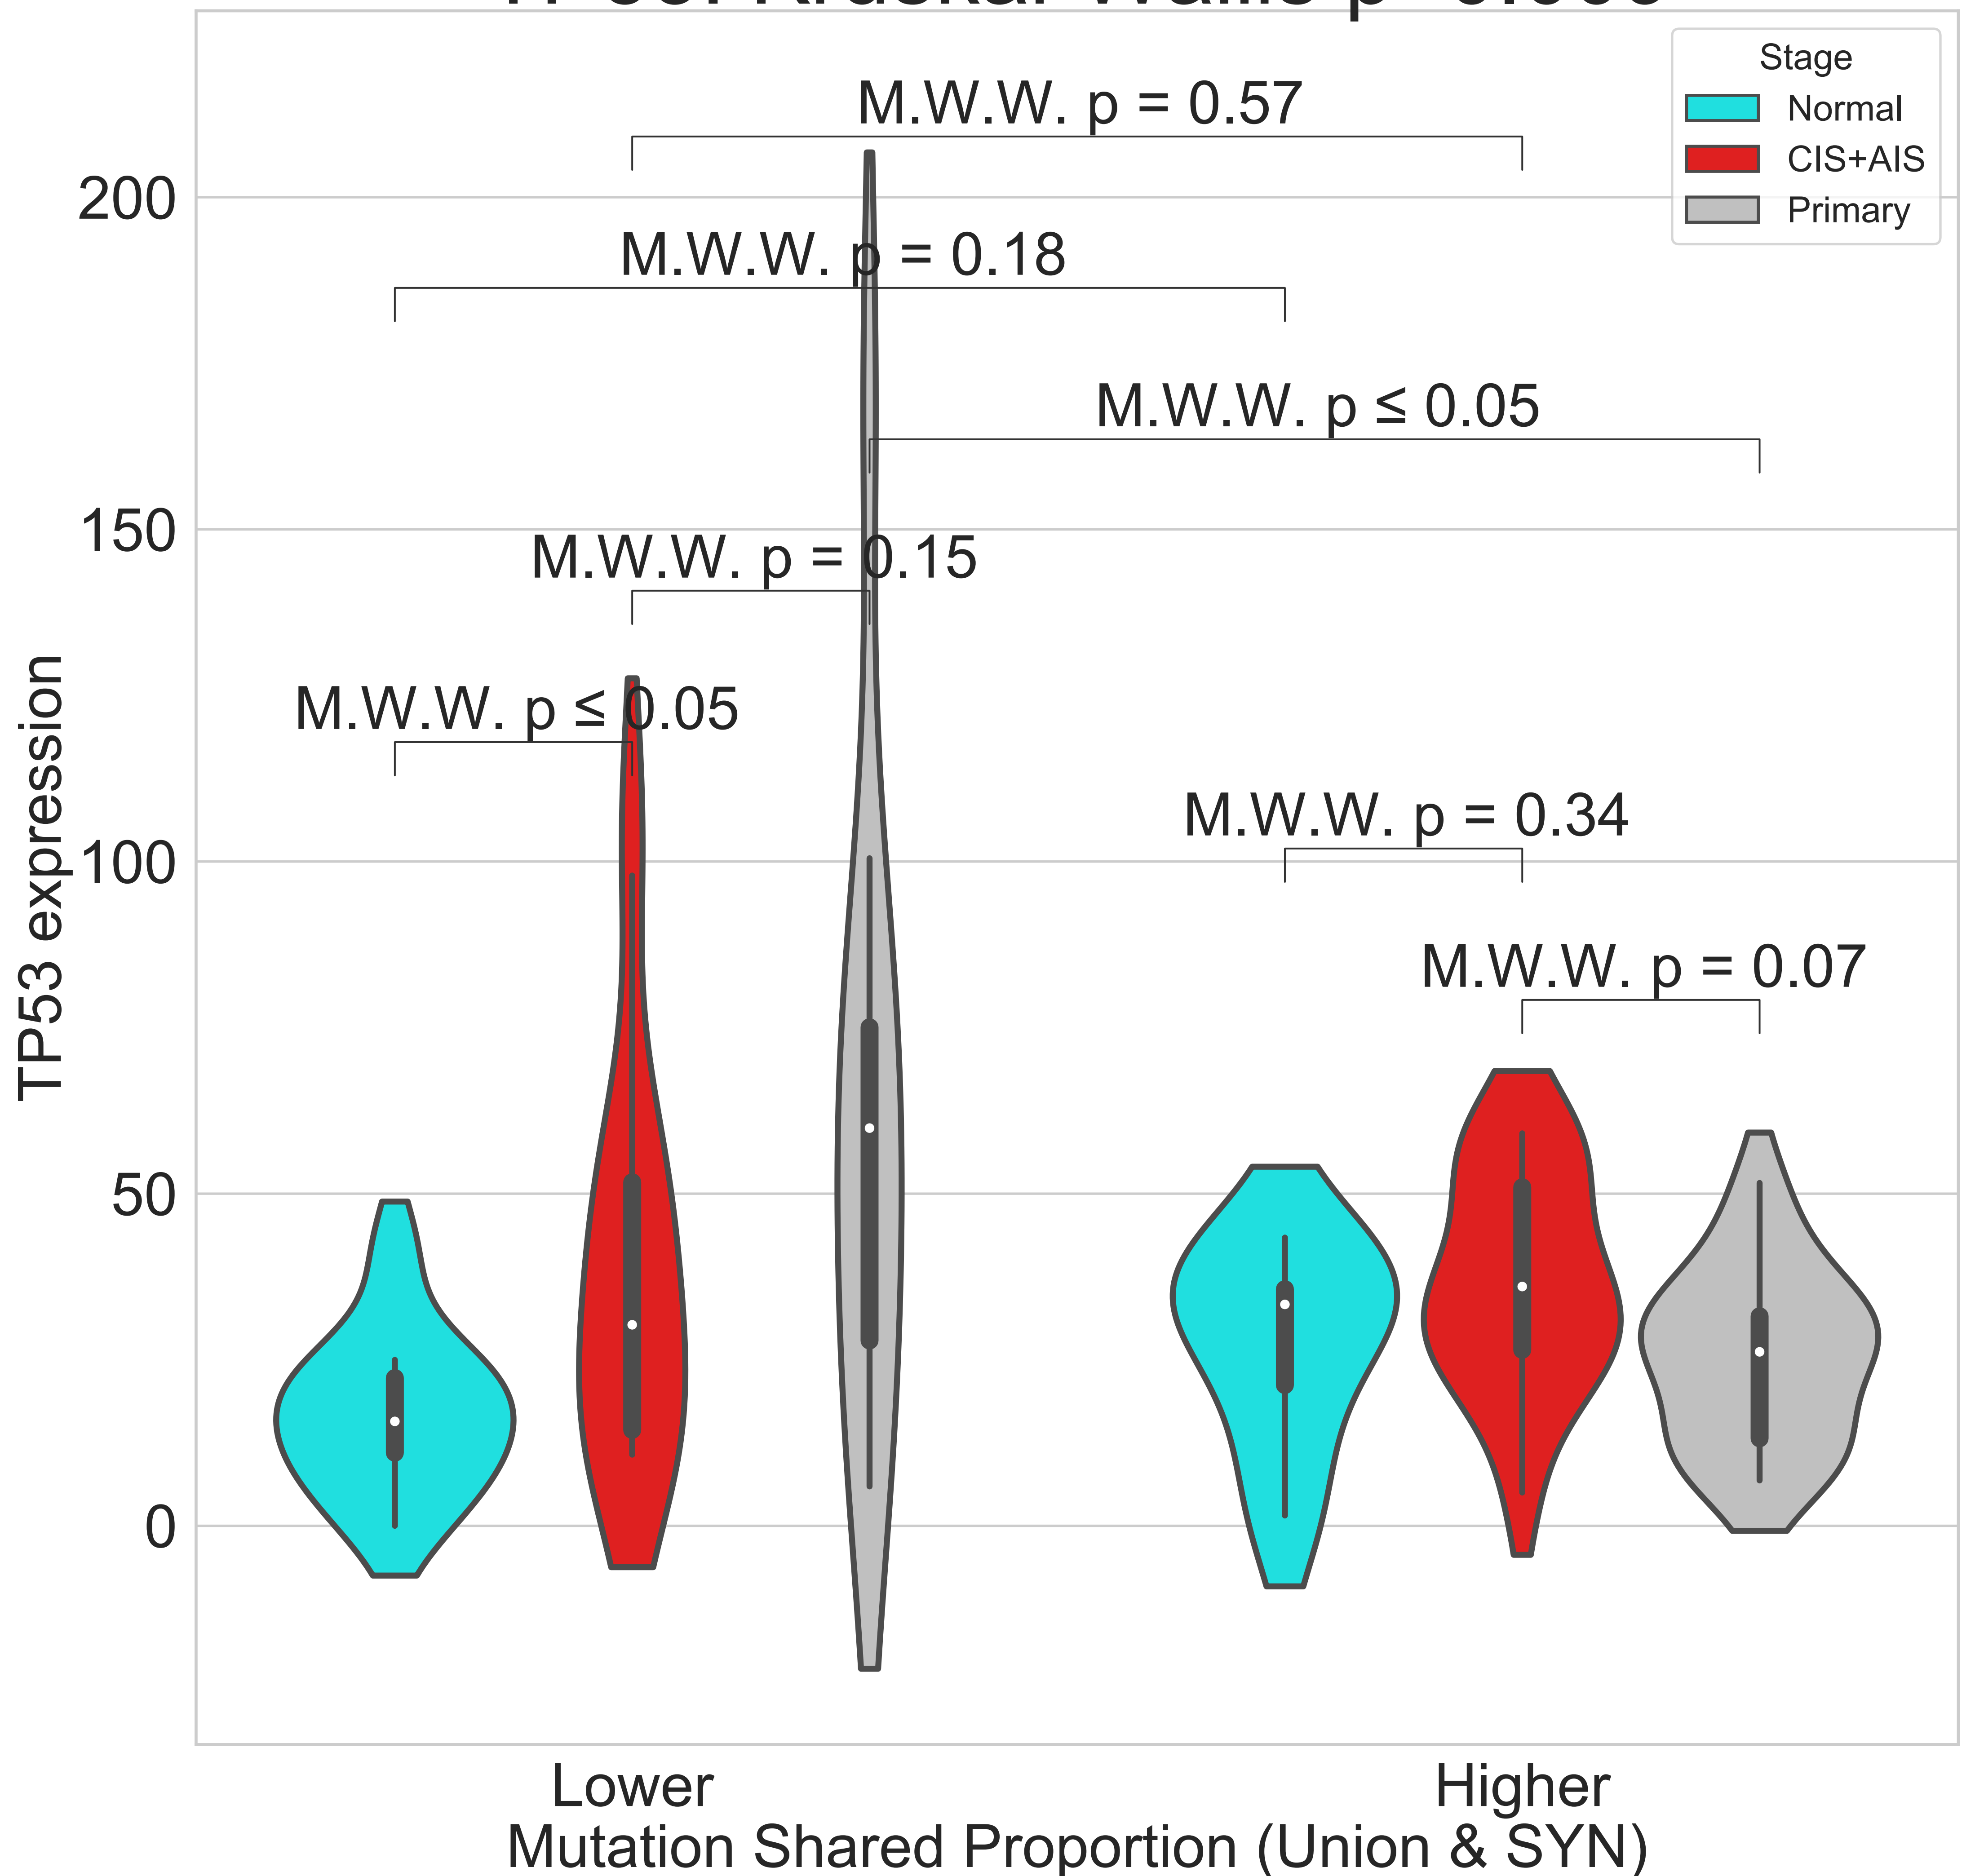 Stage
Normal
CIS+AIS
Primary
M.W.W. p = 0.57
M.W.W. p = 0.18
M.W.W. p ≤ 0.05
M.W.W. p = 0.15
M.W.W. p ≤ 0.05
M.W.W. p = 0.34
M.W.W. p = 0.07
200
150
100
50
0
TP53 expression
Lower
Higher
Mutation Shared Proportion (Union & SYN)